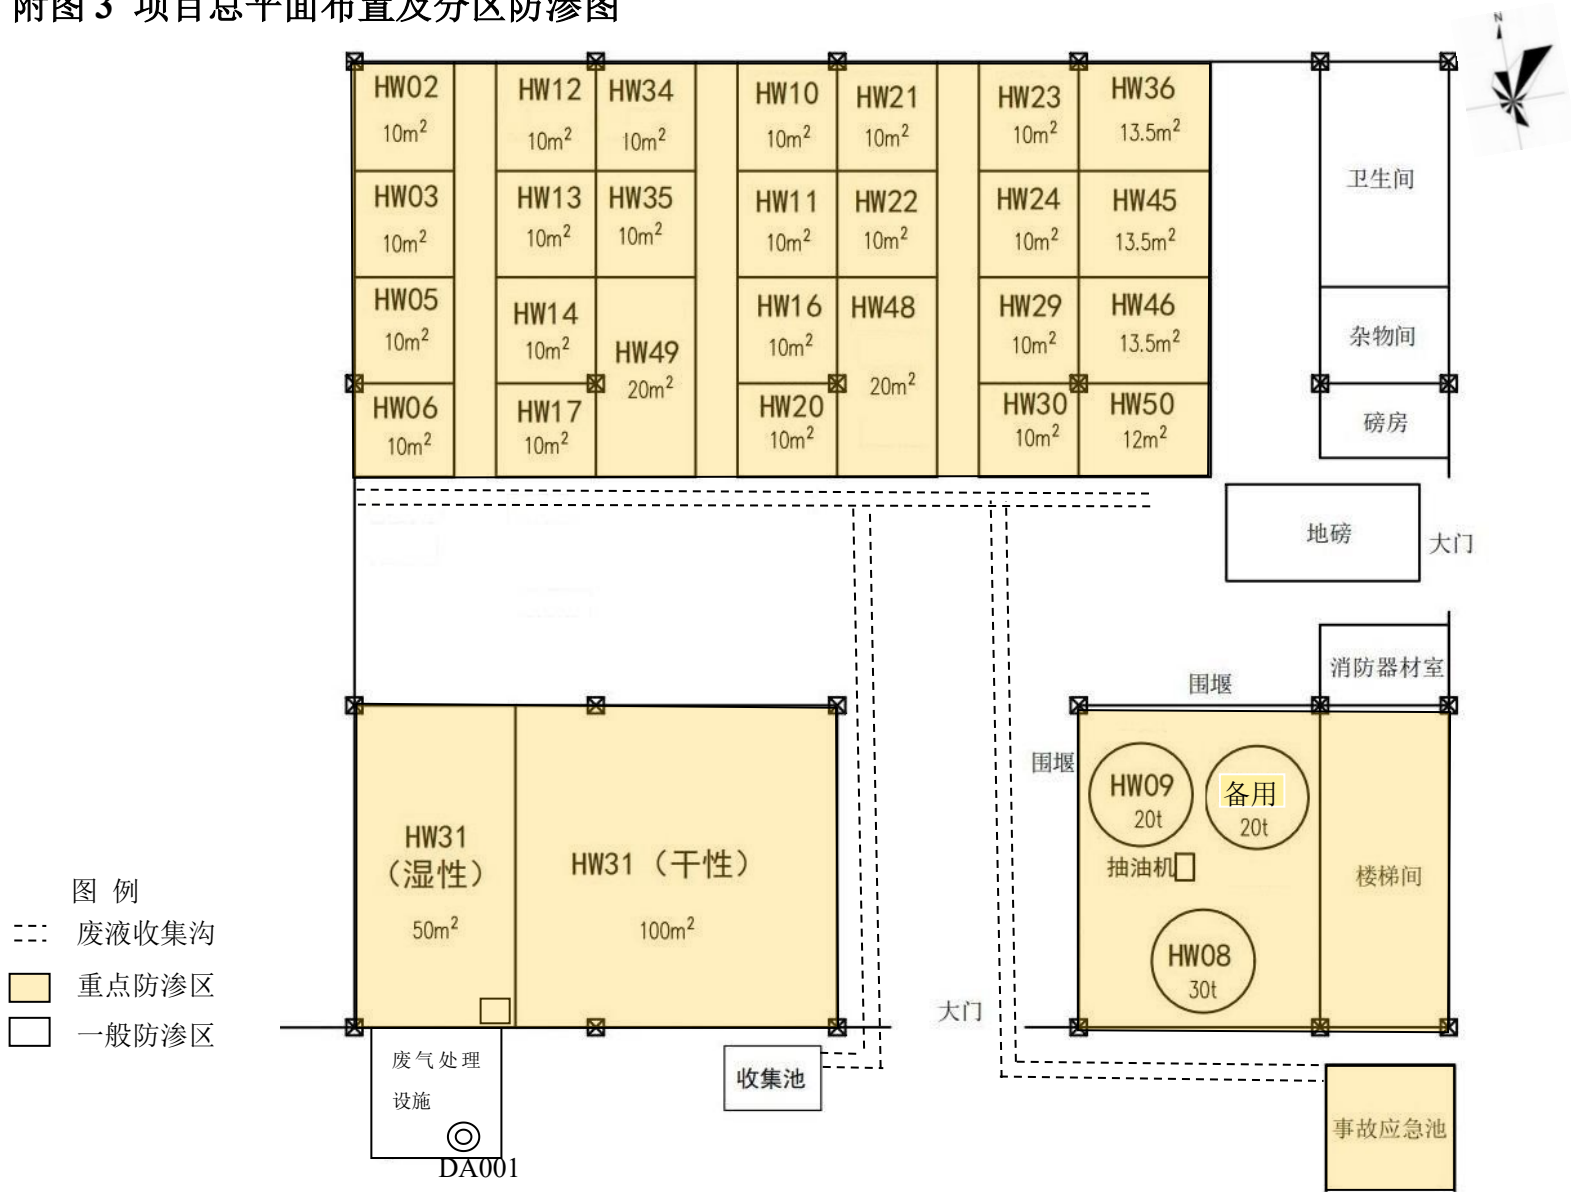 附图 3 项目总平面布置及分区防渗图
N
HW02
10m²
HW12
10m²
HW34
10m²
HW10
10m²
HW21
10m²
HW23
10m²
HW36
13.5m²
HW03
10m²
HW13
10m²
HW35
10m²
HW11
10m²
HW22
10m²
HW24
10m²
HW45
13.5m²
HW05
10m²
HW14
10m²
HW49
20m²
HW16
10m²
HW48
20m²
HW29
10m²
HW46
13.5m²
HW06
10m²
HW17
10m²
HW20
10m²
HW30
10m²
HW50
12m²
卫生间
杂物间
磅房
地磅
大门
消防器材室
围堰
围堰
HW09
20t
备用
20t
抽油机
HW08
30t
楼梯间
HW31
（湿性）
50m²
HW31（干性）
100m²
大门
图 例
废液收集沟
重点防渗区
一般防渗区
废气处理
设施
DA001
收集池
事故应急池